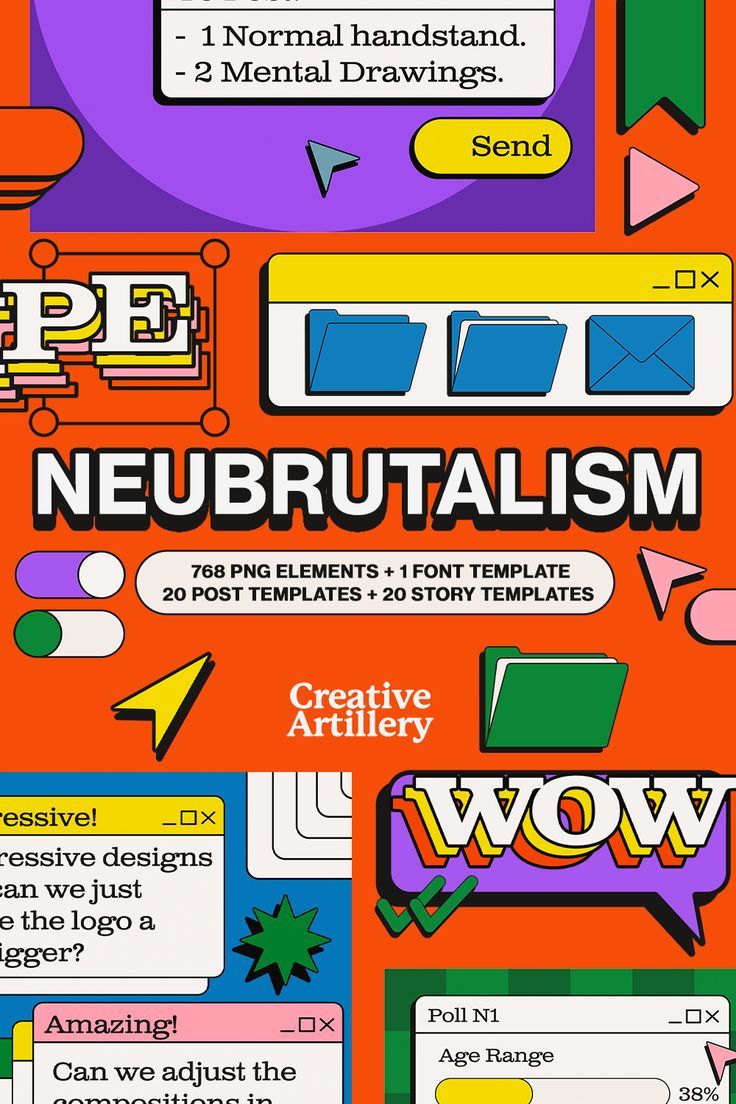 - 1 Normal handstand.
- 2 Mental Drawings.
Send
PE
NEUBRUTALISM
768 PNG ELEMENTS + 1 FONT TEMPLATE
20 POST TEMPLATES + 20 STORY TEMPLATES
Creative
Artillery
WOW
ressive!
ressive designs
can we just
e the logo a
igger?
Amazing!
Can we adjust the
compositions in
Poll N1
Age Range
38%